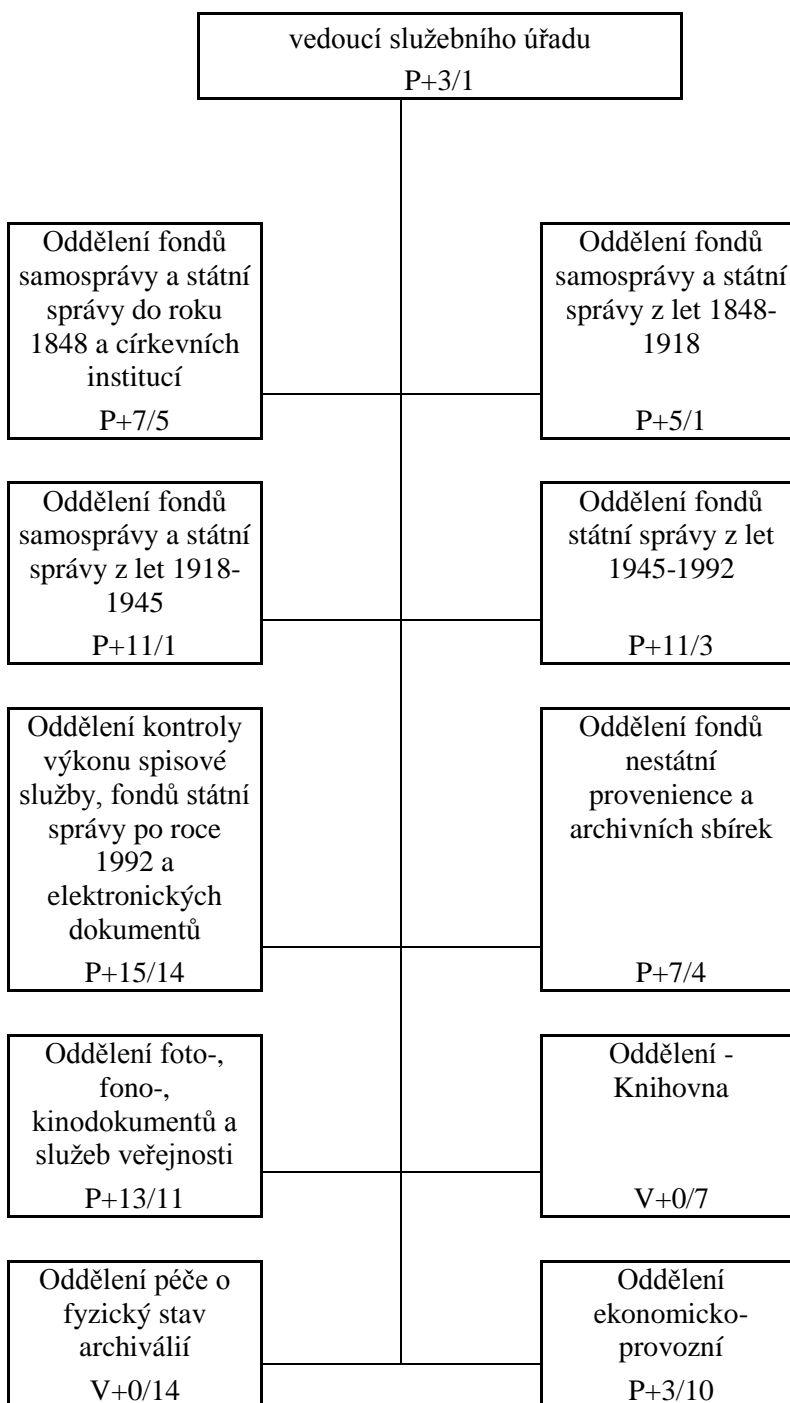 vedoucí služebního úřadu
P+3/1
Oddělení fondů
samosprávy a státní
správy do roku
1848 a církevních
institucí
P+7/5
Oddělení fondů
samosprávy a státní
správy z let 1848-
1918
P+5/1
Oddělení fondů
samosprávy a státní
správy z let 1918-
1945
P+11/1
Oddělení fondů
státní správy z let
1945-1992
P+11/3
Oddělení kontroly
výkonu spisové
služby, fondů státní
správy po roce
1992 a
elektronických
dokumentů
P+15/14
Oddělení fondů
nestátní
provenience a
archivních sbírek
P+7/4
Oddělení foto-,
fono-,
kinodokumentů a
služeb veřejnosti
P+13/11
Oddělení -
Knihovna
V+0/7
Oddělení péče o
fyzický stav
archiválií
V+0/14
Oddělení
ekonomicko-
provozní
P+3/10